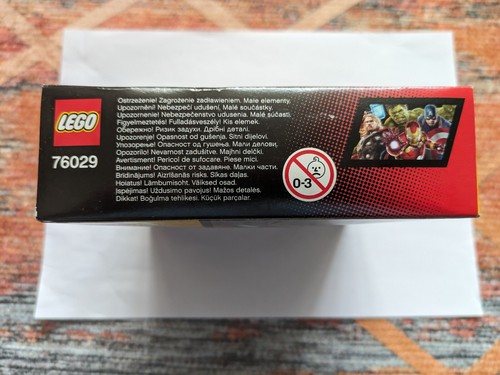 LEGO
76029
Ostrzeżenie! Zagrożenie zadławieniem. Małe elementy.
Upozornění! Nebezpečí udušení. Malé součástky.
Upozornenie! Nebezpečenstvo udusenia. Malé súčasti.
Figyelmeztetés! Fulladásveszély! Kis elemek.
Обережно! Ризик задухи. Дрібні деталі.
Upozorenje! Opasnost od gušenja. Sitni dijelovi.
Упозорење! Опасност од гушења. Мали делови.
Opozorilo! Nevarnost zadušitve. Majhni delčki.
Avertisment! Pericol de sufocare. Piese mici.
Внимание! Опасност от задавяне. Малки части.
Brīdinājums! Aizrīšanās risks. Sīkas daļas.
Hoiatus! Lämbumisoht. Väiksed osad.
Įspėjimas! Uždusimo pavojus! Mažos detalės.
Dikkat! Boğulma tehlikesi. Küçük parçalar.
0-3